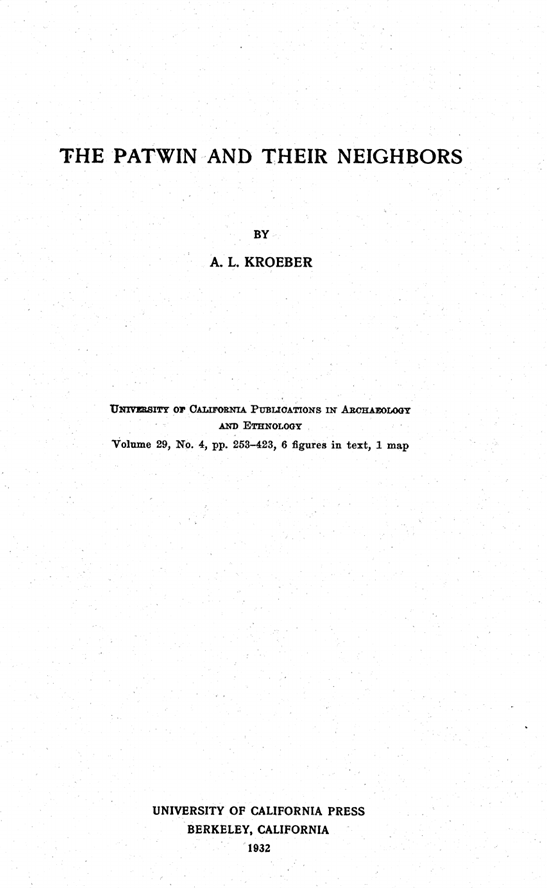 THE PATWIN AND THEIR NEIGHBORS
BY
A. L. KROEBER
UNIVERSITY OF CALIFORNIA PUBLICATIONS IN ARCHAEOLOGY
AND ETHNOLOGY
Volume 29, No. 4, pp. 253–423, 6 figures in text, 1 map
UNIVERSITY OF CALIFORNIA PRESS
BERKELEY, CALIFORNIA
1932